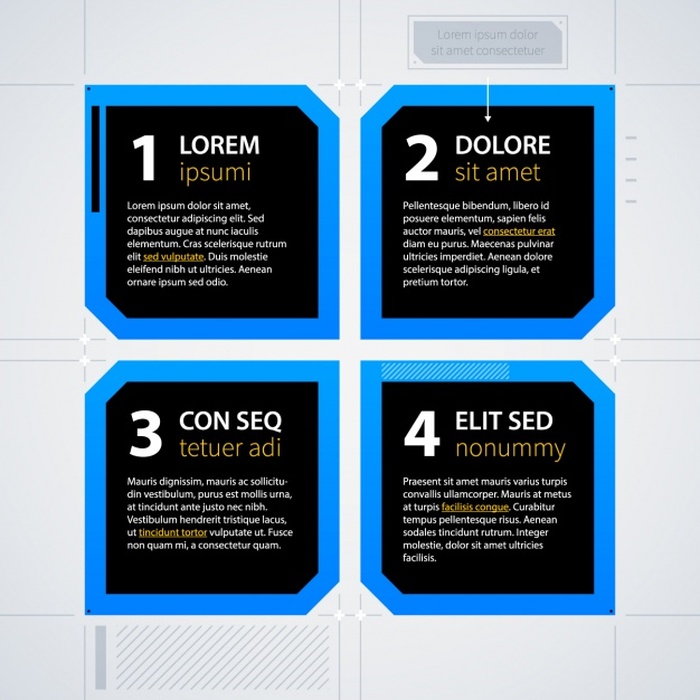 Lorem ipsum dolor
sit amet consectetuer
1 LOREM
ipsumi
Lorem ipsum dolor sit amet,
consectetur adipiscing elit. Sed
dapibus augue at nunc iaculis
elementum. Cras scelerisque rutrum
elit sed vulputate. Duis molestie
eleifend nibh ut ultricies. Aenean
ornare ipsum sed odio.
2 DOLORE
sit amet
Pellentesque bibendum, libero id
posuere elementum, sapien felis
auctor mauris, vel consectetur erat
diam eu purus. Maecenas pulvinar
ultricies imperdiet. Aenean dolore
scelerisque adipiscing ligula, et
pretium tortor.
3 CON SEQ
tetuer adi
Mauris dignissim, mauris ac sollicitu-
din vestibulum, purus est mollis urna,
at tincidunt ante justo nec nibh.
Vestibulum hendrerit tristique lacus,
ut tincidunt tortor vulputate ut. Fusce
non quam mi, a consectetur quam.
4 ELIT SED
nonummy
Praesent sit amet mauris varius turpis
convallis ullamcorper. Mauris at metus
at turpis facilisis congue. Curabitur
tempus pellentesque risus. Aenean
sodales tincidunt rutrum. Integer
molestie, dolor sit amet ultricies
facilisis.